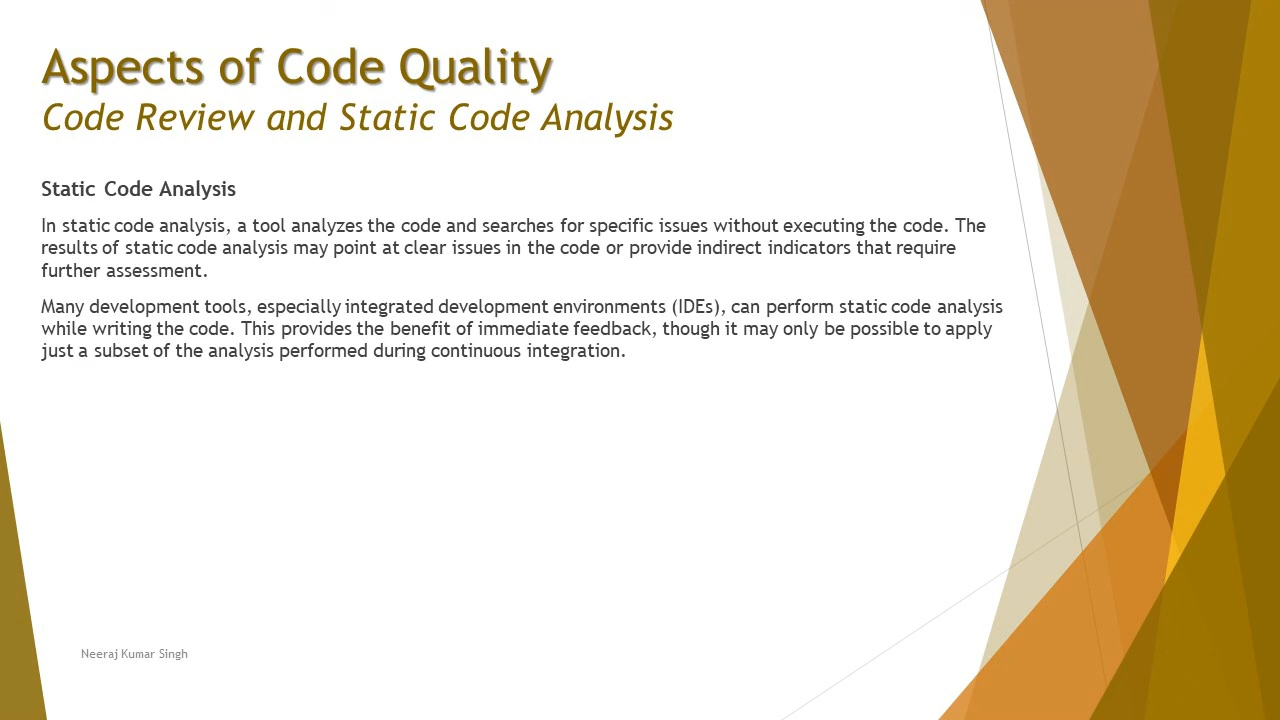 Aspects of Code Quality
Code Review and Static Code Analysis
Static Code Analysis
In static code analysis, a tool analyzes the code and searches for specific issues without executing the code. The
results of static code analysis may point at clear issues in the code or provide indirect indicators that require
further assessment.
Many development tools, especially integrated development environments (IDEs), can perform static code analysis
while writing the code. This provides the benefit of immediate feedback, though it may only be possible to apply
just a subset of the analysis performed during continuous integration.
Neeraj Kumar Singh